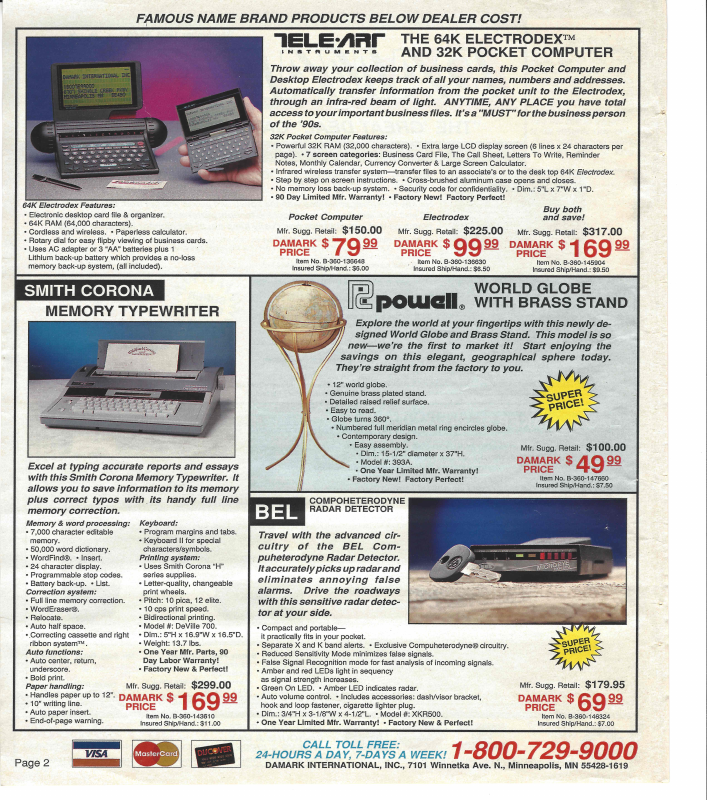 FAMOUS NAME BRAND PRODUCTS BELOW DEALER COST!
TELE-ART
INSTRUMENTS
THE 64K ELECTRODEX™
AND 32K POCKET COMPUTER
Throw away your collection of business cards, this Pocket Computer and
Desktop Electrodex keeps track of all your names, numbers and addresses.
Automatically transfer information from the pocket unit to the Electrodex,
through an infra-red beam of light. ANYTIME, ANY PLACE you have total
access to your important business files. It's a "MUST" for the business person
of the '90s.
32K Pocket Computer Features:
• Powerful 32K RAM (32,000 characters). • Extra large LCD display screen (6 lines x 24 characters per
page). • 7 screen categories: Business Card File, The Call Sheet, Letters To Write, Reminder
Notes, Monthly Calendar, Currency Converter & Large Screen Calculator.
• Infrared wireless transfer system—transfer files to an associate's or to the desk top 64K Electrodex.
• Step by step on screen instructions. • Cross-brushed aluminum case opens and closes.
• No memory loss back-up system. • Security code for confidentiality. • Dim.: 5"L x 7"W x 1"D.
• 90 Day Limited Mfr. Warranty! • Factory New! Factory Perfect!
64K Electrodex Features:
• Electronic desktop card file & organizer.
• 64K RAM (64,000 characters).
• Cordless and wireless. • Paperless calculator.
• Rotary dial for easy flipby viewing of business cards.
• Uses AC adapter or 3 "AA" batteries plus 1
Lithium back-up battery which provides a no-loss
memory back-up system, (all included).
Pocket Computer
Mfr. Sugg. Retail: $150.00
DAMARK PRICE $79.99
Item No. B-360-136648
Insured Ship/Hand.: $6.00
Electrodex
Mfr. Sugg. Retail: $225.00
DAMARK PRICE $99.99
Item No. B-360-136630
Insured Ship/Hand.: $6.50
Buy both
and save!
Mfr. Sugg. Retail: $317.00
DAMARK PRICE $169.99
Item No. B-360-145904
Insured Ship/Hand.: $9.50
SMITH CORONA
MEMORY TYPEWRITER
Excel at typing accurate reports and essays
with this Smith Corona Memory Typewriter. It
allows you to save information to its memory
plus correct typos with its handy full line
memory correction.
Memory & word processing:
• 7,000 character editable
memory.
• 50,000 word dictionary.
• WordFind®. • Insert.
• 24 character display.
• Programmable stop codes.
• Battery back-up. • List.
Correction system:
• Full line memory correction.
• WordEraser®.
• Relocate.
• Auto half space.
• Correcting cassette and right
ribbon system™.
Auto functions:
• Auto center, return,
underscore.
• Bold print.
Paper handling:
• Handles paper up to 12".
• 10" writing line.
• Auto paper insert.
• End-of-page warning.
Keyboard:
• Program margins and tabs.
• Keyboard II for special
characters/symbols.
Printing system:
• Uses Smith Corona "H"
series supplies.
• Letter-quality, changeable
print wheels.
• Pitch: 10 pica, 12 elite.
• 10 cps print speed.
• Bidirectional printing.
• Model #: DeVille 700.
• Dim.: 5"H x 16.9"W x 16.5"D.
• Weight: 13.7 lbs.
• One Year Mfr. Parts, 90
Day Labor Warranty!
• Factory New & Perfect!
Mfr. Sugg. Retail: $299.00
DAMARK PRICE $169.99
Item No. B-360-143610
Insured Ship/Hand.: $11.00
powell®
WORLD GLOBE
WITH BRASS STAND
Explore the world at your fingertips with this newly de-
signed World Globe and Brass Stand. This model is so
new—we're the first to market it! Start enjoying the
savings on this elegant, geographical sphere today.
They're straight from the factory to you.
• 12" world globe.
• Genuine brass plated stand.
• Detailed raised relief surface.
• Easy to read.
• Globe turns 360°.
• Numbered full meridian metal ring encircles globe.
• Contemporary design.
• Easy assembly.
• Dim.: 15-1/2" diameter x 37"H.
• Model #: 393A.
• One Year Limited Mfr. Warranty!
• Factory New! Factory Perfect!
SUPER
PRICE!
Mfr. Sugg. Retail: $100.00
DAMARK PRICE $49.99
Item No. B-360-147660
Insured Ship/Hand.: $7.50
BEL
COMPOHETERODYNE
RADAR DETECTOR
Travel with the advanced cir-
cuitry of the BEL Com-
puheterodyne Radar Detector.
It accurately picks up radar and
eliminates annoying false
alarms. Drive the roadways
with this sensitive radar detec-
tor at your side.
• Compact and portable—
it practically fits in your pocket.
• Separate X and K band alerts. • Exclusive Compuheterodyne® circuitry.
• Reduced Sensitivity Mode minimizes false signals.
• False Signal Recognition mode for fast analysis of incoming signals.
• Amber and red LEDs light in sequency
as signal strength increases.
• Green On LED. • Amber LED indicates radar.
• Auto volume control. • Includes accessories: dash/visor bracket,
hook and loop fastener, cigarette lighter plug.
• Dim.: 3/4"H x 3-1/8"W x 4-1/2"L. • Model #: XKR500.
• One Year Limited Mfr. Warranty! • Factory New & Perfect!
SUPER
PRICE!
Mfr. Sugg. Retail: $179.95
DAMARK PRICE $69.99
Item No. B-360-148324
Insured Ship/Hand.: $7.00
Page 2
VISA
MasterCard
DISCOVER
CALL TOLL FREE:
24-HOURS A DAY, 7-DAYS A WEEK! 1-800-729-9000
DAMARK INTERNATIONAL, INC., 7101 Winnetka Ave. N., Minneapolis, MN 55428-1619